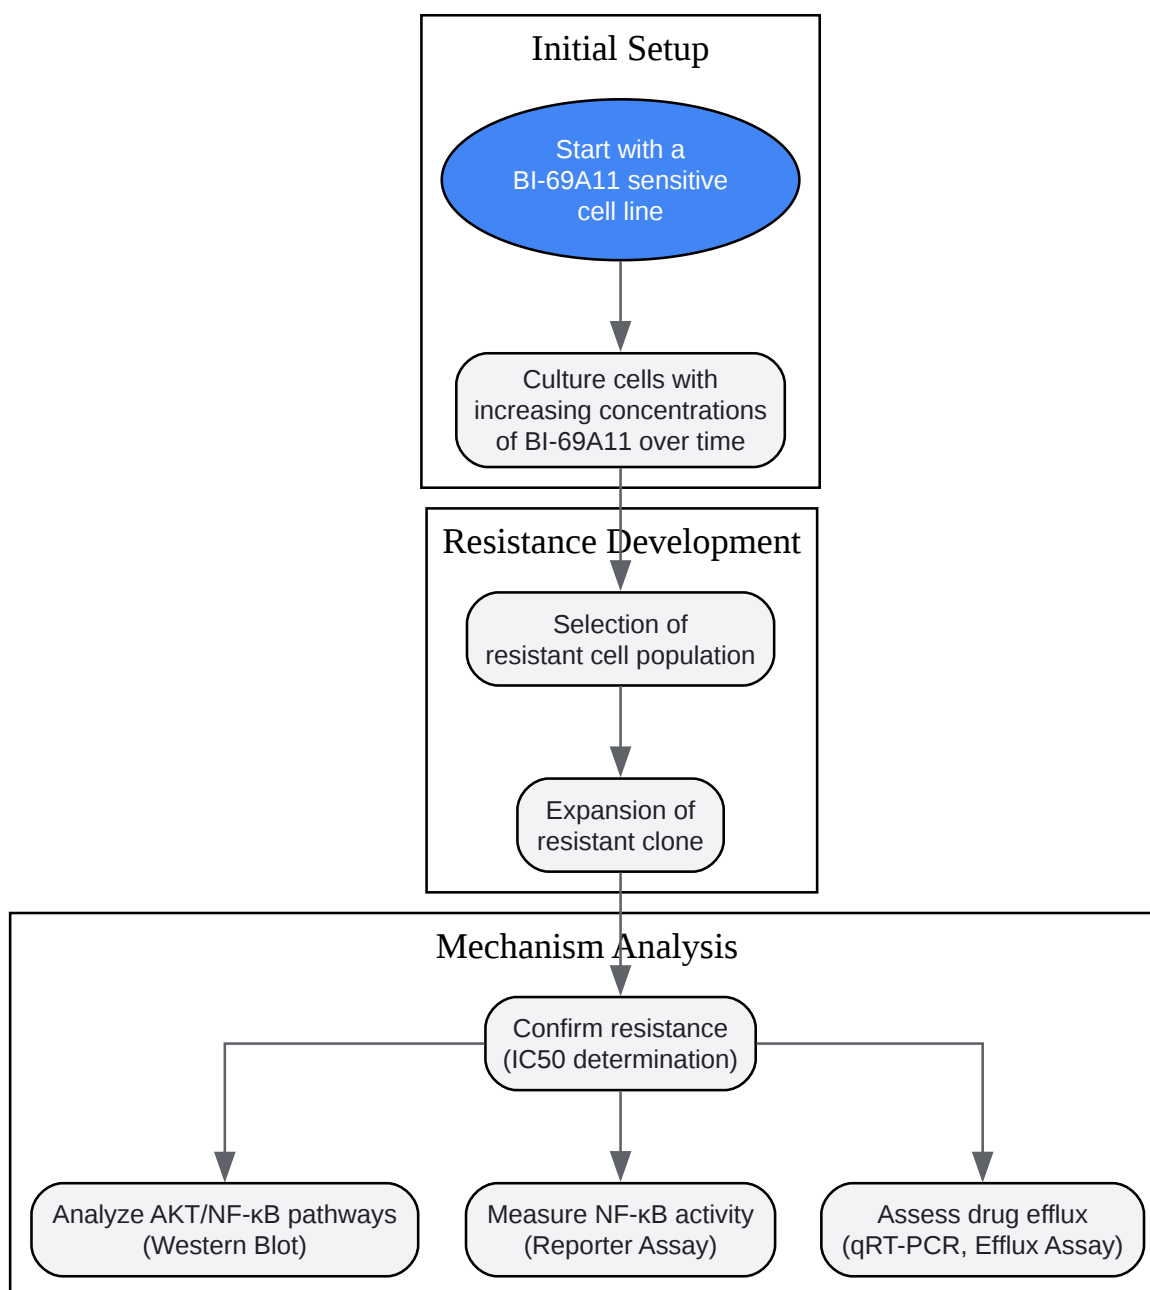 Initial Setup
Start with a
BI-69A11 sensitive
cell line
Culture cells with
increasing concentrations
of BI-69A11 over time
Resistance Development
Selection of
resistant cell population
Expansion of
resistant clone
Mechanism Analysis
Confirm resistance
(IC50 determination)
Analyze AKT/NF-κB pathways
(Western Blot)
Measure NF-κB activity
(Reporter Assay)
Assess drug efflux
(qRT-PCR, Efflux Assay)